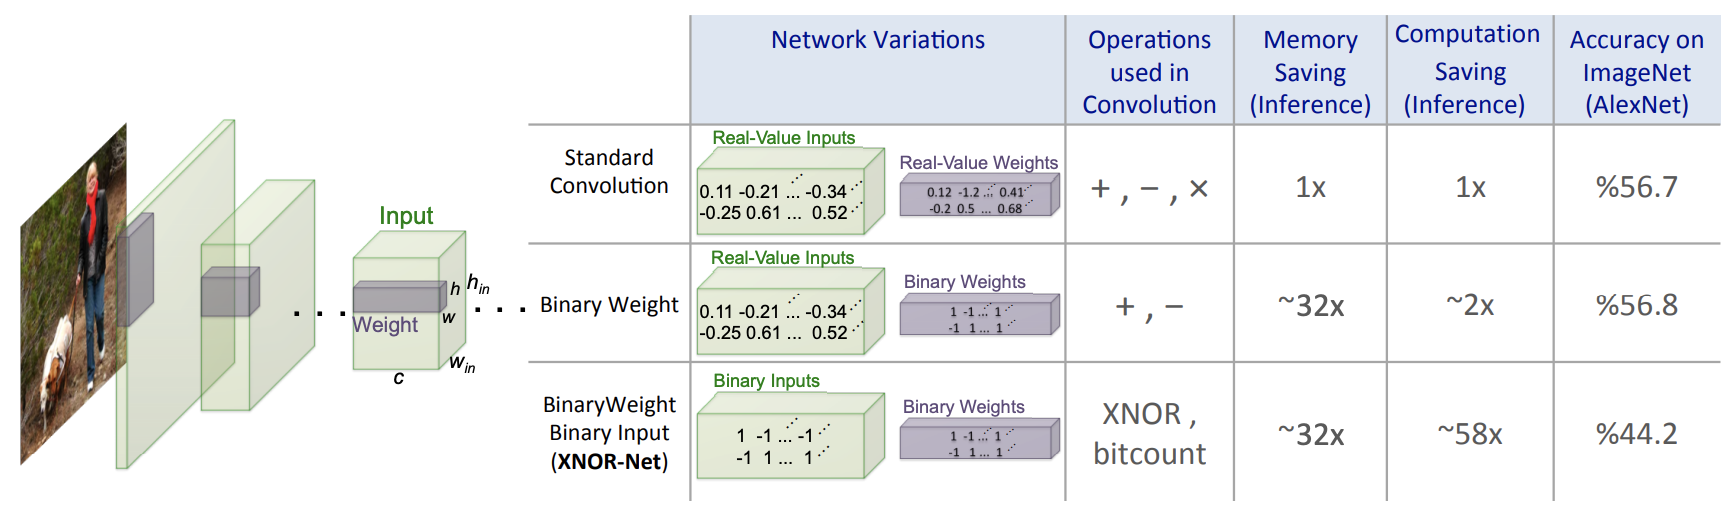 Network Variations
Operations
used in
Convolution
Memory
Saving
(Inference)
Computation
Saving
(Inference)
Accuracy on
ImageNet
(AlexNet)
Input
h
h_in
w
Weight
w_in
c
. . .
. . .
Standard
Convolution
Real-Value Inputs
0.11 -0.21 ... -0.34
-0.25 0.61 ... 0.52
Real-Value Weights
0.12 -1.2 ... 0.41
-0.2 0.5 ... 0.68
+ , − , ×
1x
1x
%56.7
Binary Weight
Real-Value Inputs
0.11 -0.21 ... -0.34
-0.25 0.61 ... 0.52
Binary Weights
1 -1 ... 1
-1 1 ... 1
+ , −
~32x
~2x
%56.8
BinaryWeight
Binary Input
(XNOR-Net)
Binary Inputs
1 -1 ... -1
-1 1 ... 1
Binary Weights
1 -1 ... 1
-1 1 ... 1
XNOR ,
bitcount
~32x
~58x
%44.2